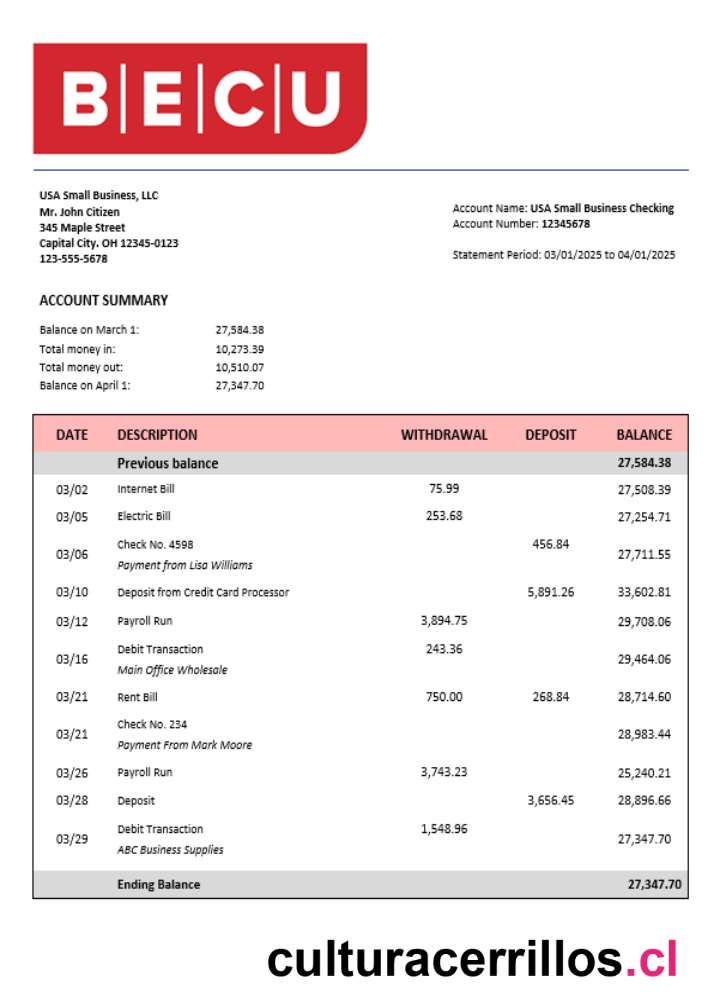 B|E|C|U
USA Small Business, LLC
Mr. John Citizen
345 Maple Street
Capital City. OH 12345-0123
123-555-5678
Account Name: USA Small Business Checking
Account Number: 12345678
Statement Period: 03/01/2025 to 04/01/2025
ACCOUNT SUMMARY
Balance on March 1: 27,584.38
Total money in: 10,273.39
Total money out: 10,510.07
Balance on April 1: 27,347.70
DATE DESCRIPTION WITHDRAWAL DEPOSIT BALANCE
Previous balance 27,584.38
03/02 Internet Bill 75.99 27,508.39
03/05 Electric Bill 253.68 27,254.71
03/06 Check No. 4598 456.84 27,711.55
Payment from Lisa Williams
03/10 Deposit from Credit Card Processor 5,891.26 33,602.81
03/12 Payroll Run 3,894.75 29,708.06
03/16 Debit Transaction 243.36 29,464.06
Main Office Wholesale
03/21 Rent Bill 750.00 268.84 28,714.60
03/21 Check No. 234 28,983.44
Payment From Mark Moore
03/26 Payroll Run 3,743.23 25,240.21
03/28 Deposit 3,656.45 28,896.66
03/29 Debit Transaction 1,548.96 27,347.70
ABC Business Supplies
Ending Balance 27,347.70
culturacerrillos.cl